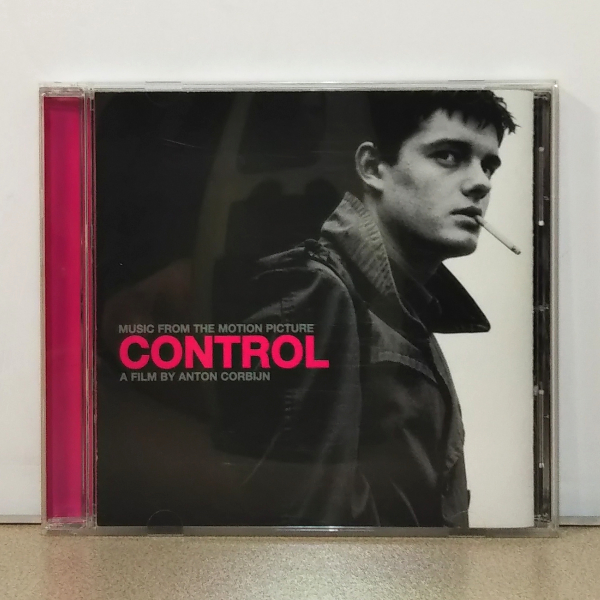 MUSIC FROM THE MOTION PICTURE
CONTROL
A FILM BY ANTON CORBIJN